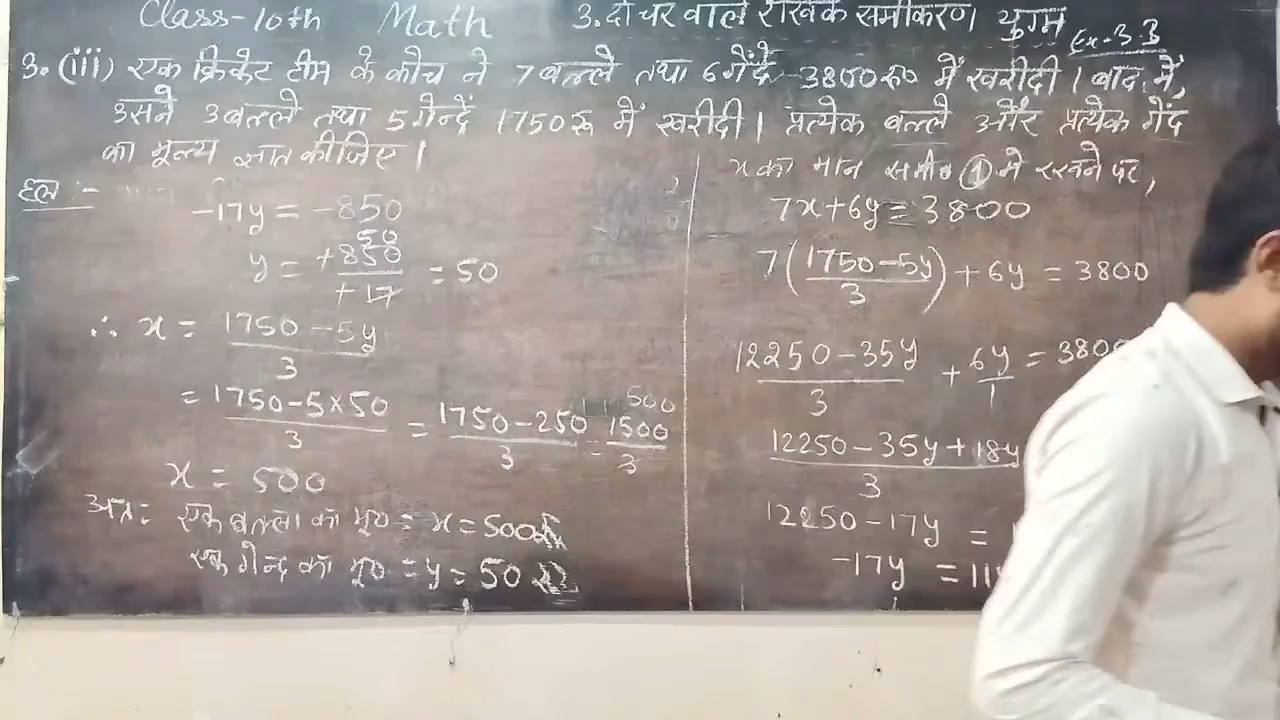 Class-10th Math 3. दो चर वाले रैखिक समीकरण युग्म Ex-3.3
3. (iii) एक क्रिकेट टीम के कोच ने 7 बल्ले तथा 6 गेंदे 3800 रू० में खरीदी। बाद में,
उसने 3 बल्ले तथा 5 गेन्दें 1750 रू में खरीदी। प्रत्येक बल्ले और प्रत्येक गेंद
का मूल्य ज्ञात कीजिए।
हल :-
-17y = -850
50
y = +850 / +17 = 50
∴ x = 1750 - 5y / 3
= 1750 - 5×50 / 3 = 1750 - 250 / 3 = 1500 / 3
500
x = 500
अतः एक बल्ला का मू० = x = 500 रू
एक गेन्द का मू० = y = 50 रू
x का मान समी० ① मे रखने पर,
7x + 6y = 3800
7(1750 - 5y / 3) + 6y = 3800
12250 - 35y / 3 + 6y / 1 = 3800
12250 - 35y + 18y / 3
12250 - 17y =
-17y = 11